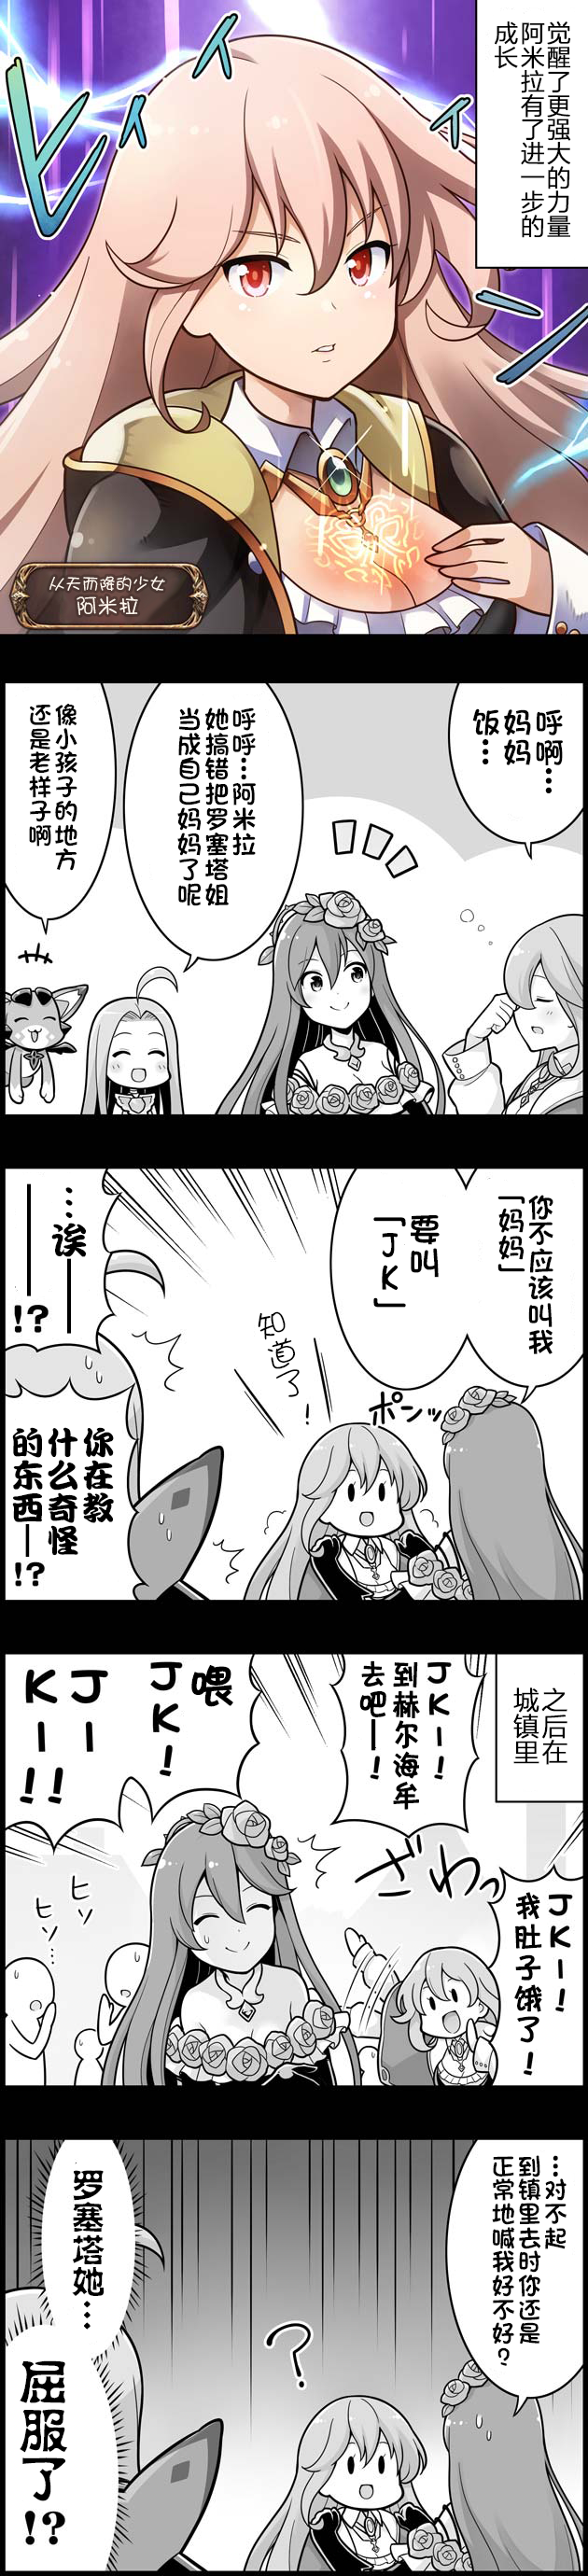 觉醒了更强大的力量
阿米拉有了进一步的
成长
ビ
イ
イ
イ
ン
从天而降的少女
阿米拉
呼啊…
妈妈
饭…
呼呼…阿米拉
她搞错把罗塞塔姐
当成自己妈妈了呢
像小孩子的地方
还是老样子啊
你不应该叫我
「妈妈」
要叫
「JK」
知道了!
ポンッ
…诶——
——!?
你在教
什么奇怪
的东西—!?
之后在
城镇里
JK—!
到赫尔海牟
去吧—!
喂
JK!
J—
K—!!
ざわっ
JK—!
我肚子饿了!
ヒソ
ヒソ…
…对不起
到镇里去时你还是
正常地喊我好不好?
?
罗塞塔她…
屈服了!?